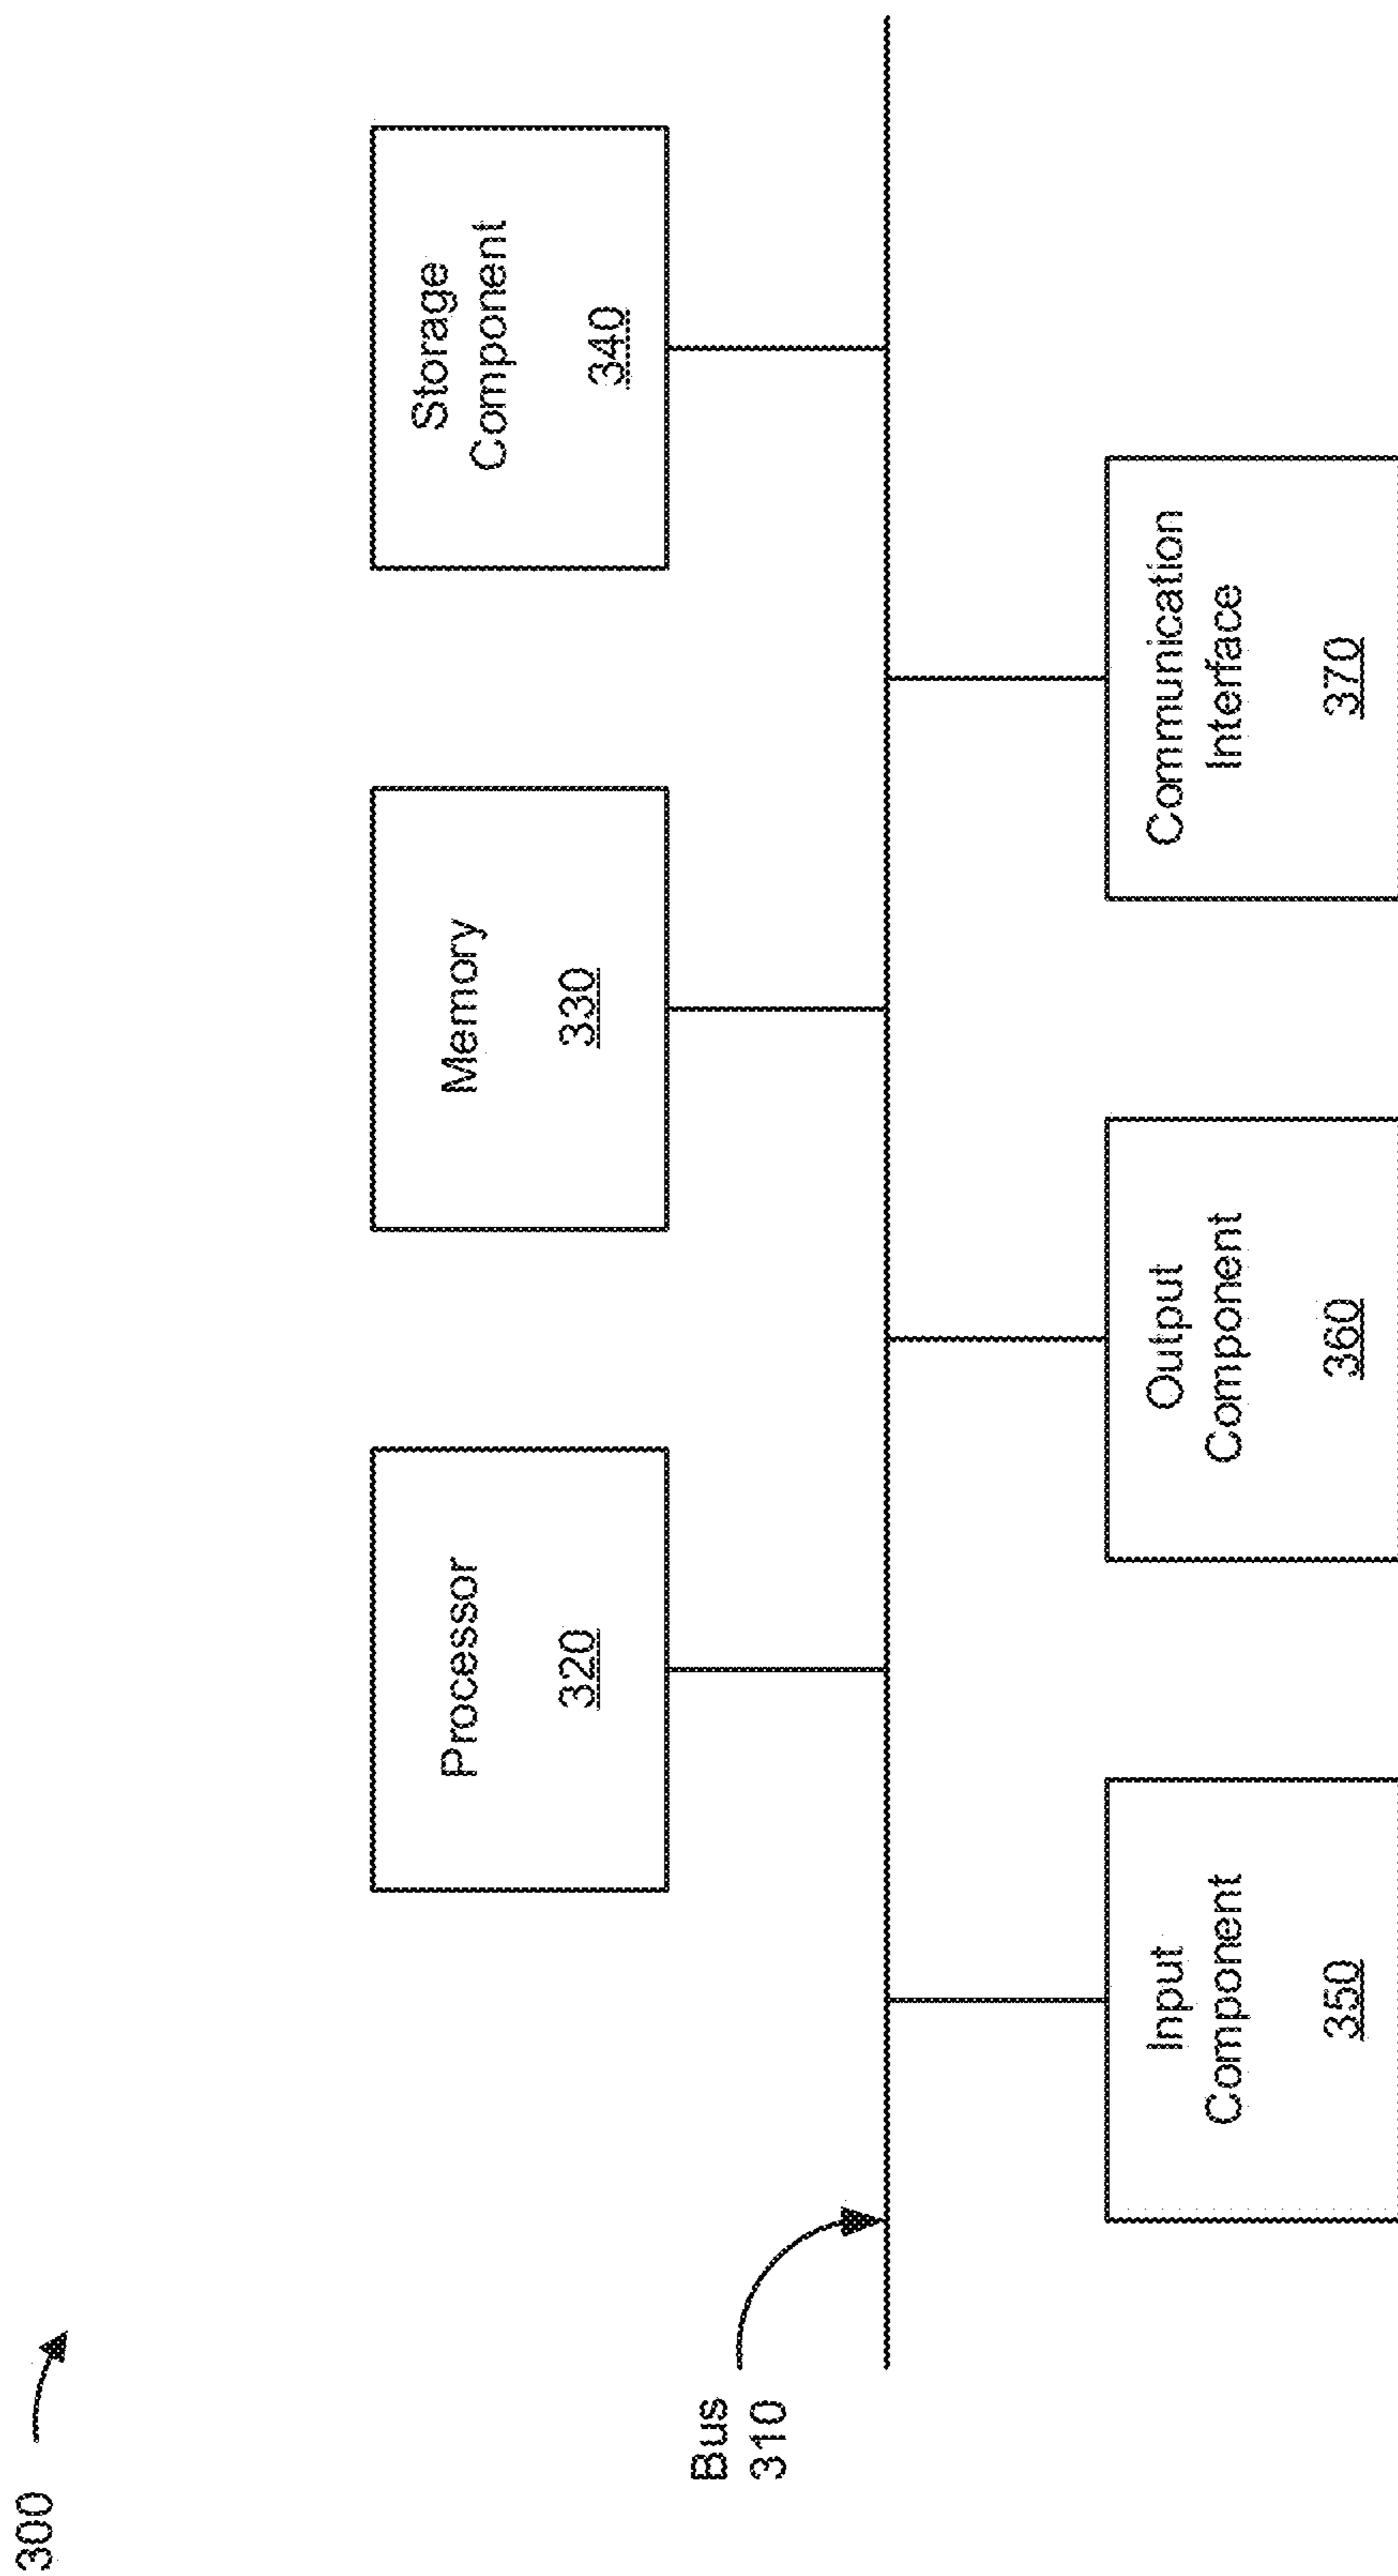 300
Processor
320
Memory
330
Storage
Component
340
Bus
310
Input
Component
350
Output
Component
360
Communication
Interface
370